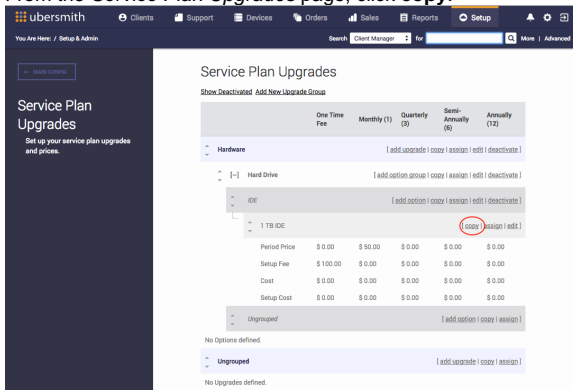 From the Service Plan Upgrades page, click copy.
ubersmith Clients Support Devices Orders Sales Reports Setup
You Are Here: / Setup & Admin Search Client Manager for More | Advanced
MAIN CONFIG
Service Plan Upgrades
Set up your service plan upgrades and prices.
Service Plan Upgrades
Show Deactivated Add New Upgrade Group
One Time Fee Monthly (1) Quarterly (3) Semi-Annually (6) Annually (12)
Hardware [ add upgrade | copy | assign | edit | deactivate ]
[--] Hard Drive [ add option group | copy | assign | edit | deactivate ]
IDE [ add option | copy | assign | edit | deactivate ]
1 TB IDE [ copy | assign | edit ]
Period Price $ 0.00 $ 50.00 $ 0.00 $ 0.00 $ 0.00
Setup Fee $ 100.00 $ 0.00 $ 0.00 $ 0.00 $ 0.00
Cost $ 0.00 $ 0.00 $ 0.00 $ 0.00 $ 0.00
Setup Cost $ 0.00 $ 0.00 $ 0.00 $ 0.00 $ 0.00
Ungrouped [ add option | copy | assign ]
No Options defined.
Ungrouped [ add upgrade | copy | assign ]
No Upgrades defined.